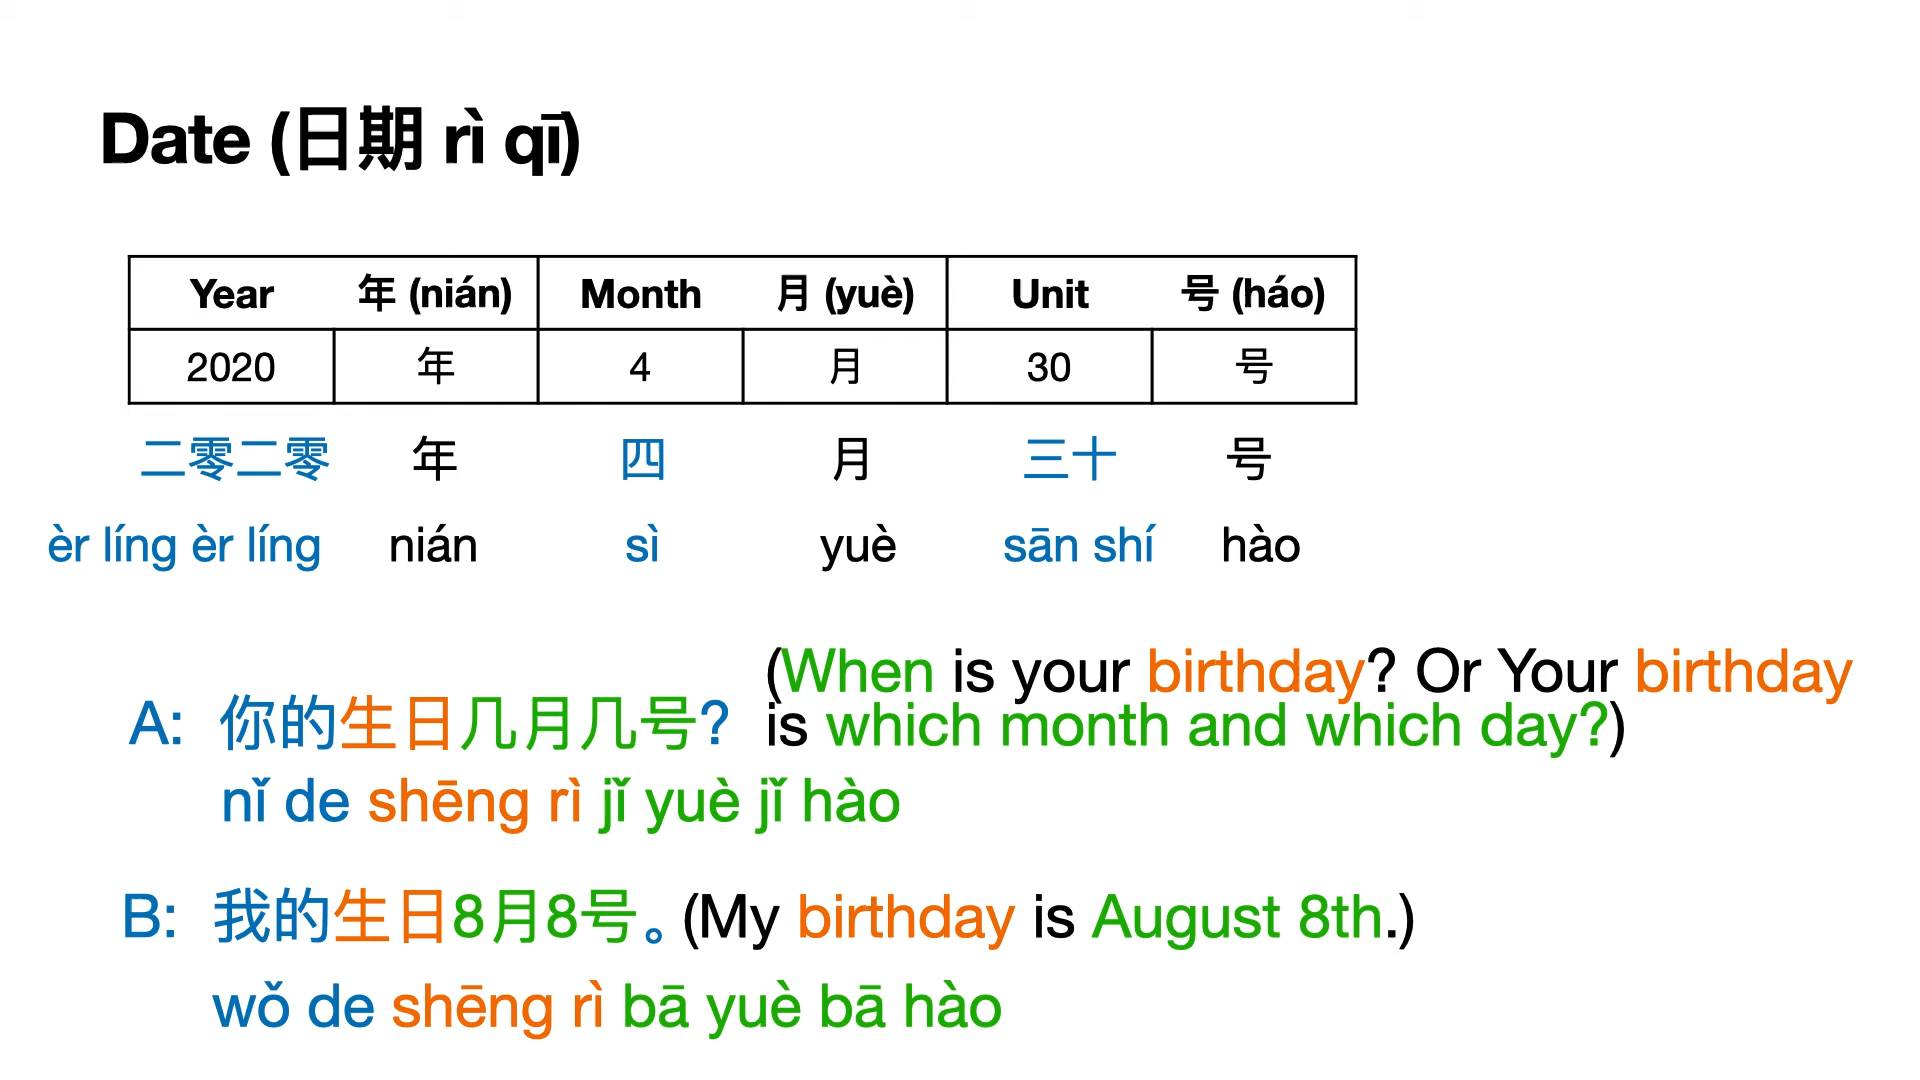 Date (日期 rì qī)
Year 年 (nián) Month 月 (yuè) Unit 号 (háo)
2020 年 4 月 30 号
二零二零 年 四 月 三十 号
èr líng èr líng nián sì yuè sān shí hào
(When is your birthday? Or Your birthday
A: 你的生日几月几号? is which month and which day?)
nǐ de shēng rì jǐ yuè jǐ hào
B: 我的生日8月8号。(My birthday is August 8th.)
wǒ de shēng rì bā yuè bā hào